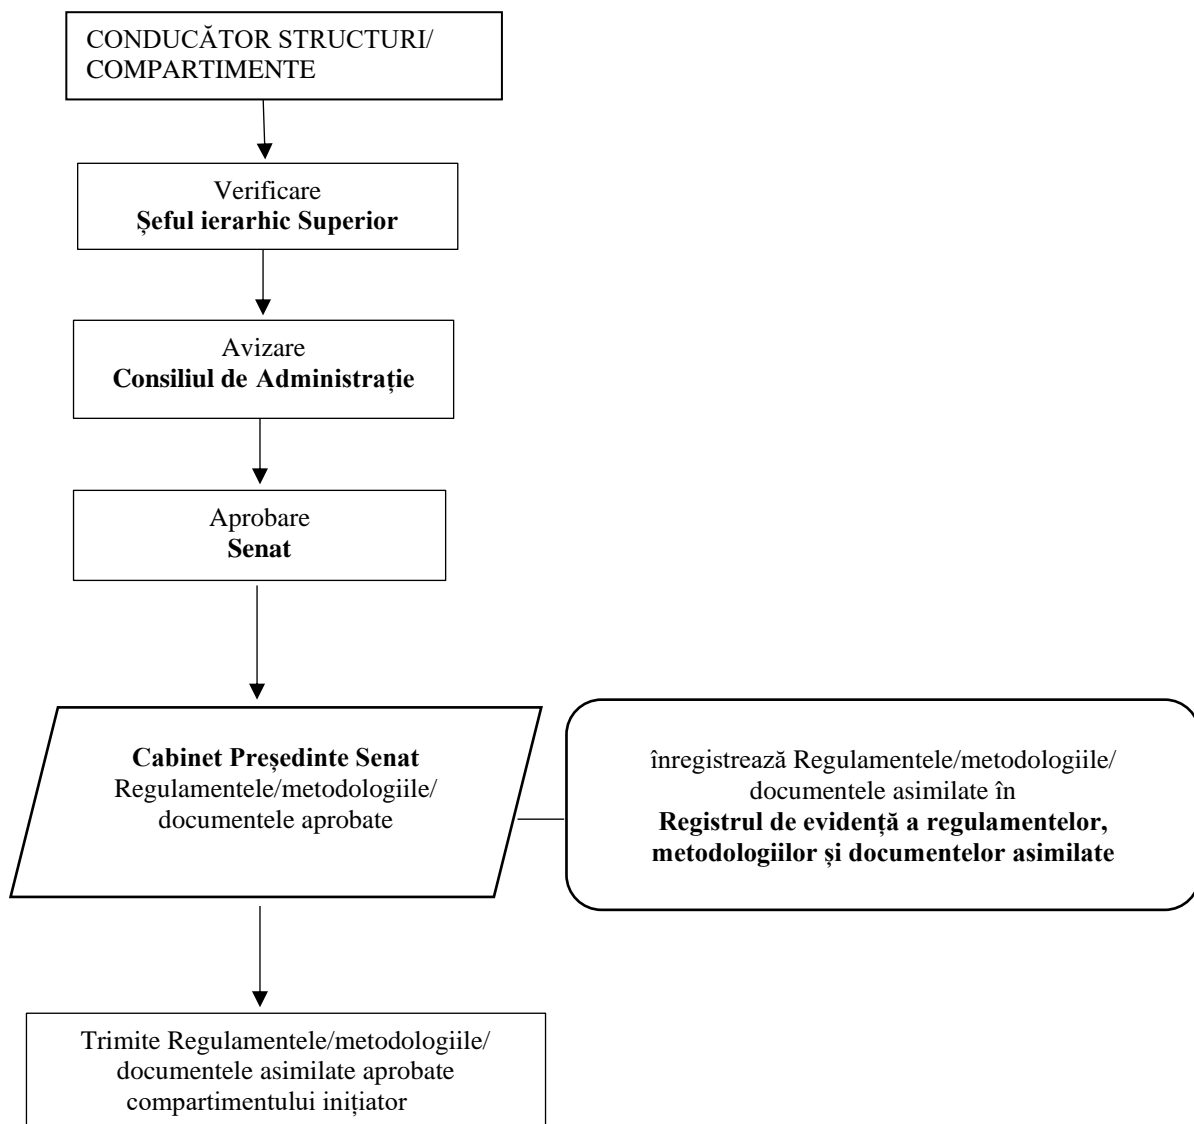 CONDUCĂTOR STRUCTURI/
COMPARTIMENTE
Verificare
Șeful ierarhic Superior
Avizare
Consiliul de Administrație
Aprobare
Senat
Cabinet Președinte Senat
Regulamentele/metodologiile/
documentele aprobate
înregistrează Regulamentele/metodologiile/
documentele asimilate în
Registrul de evidență a regulamentelor,
metodologiilor și documentelor asimilate
Trimite Regulamentele/metodologiile/
documentele asimilate aprobate
compartimentului inițiator